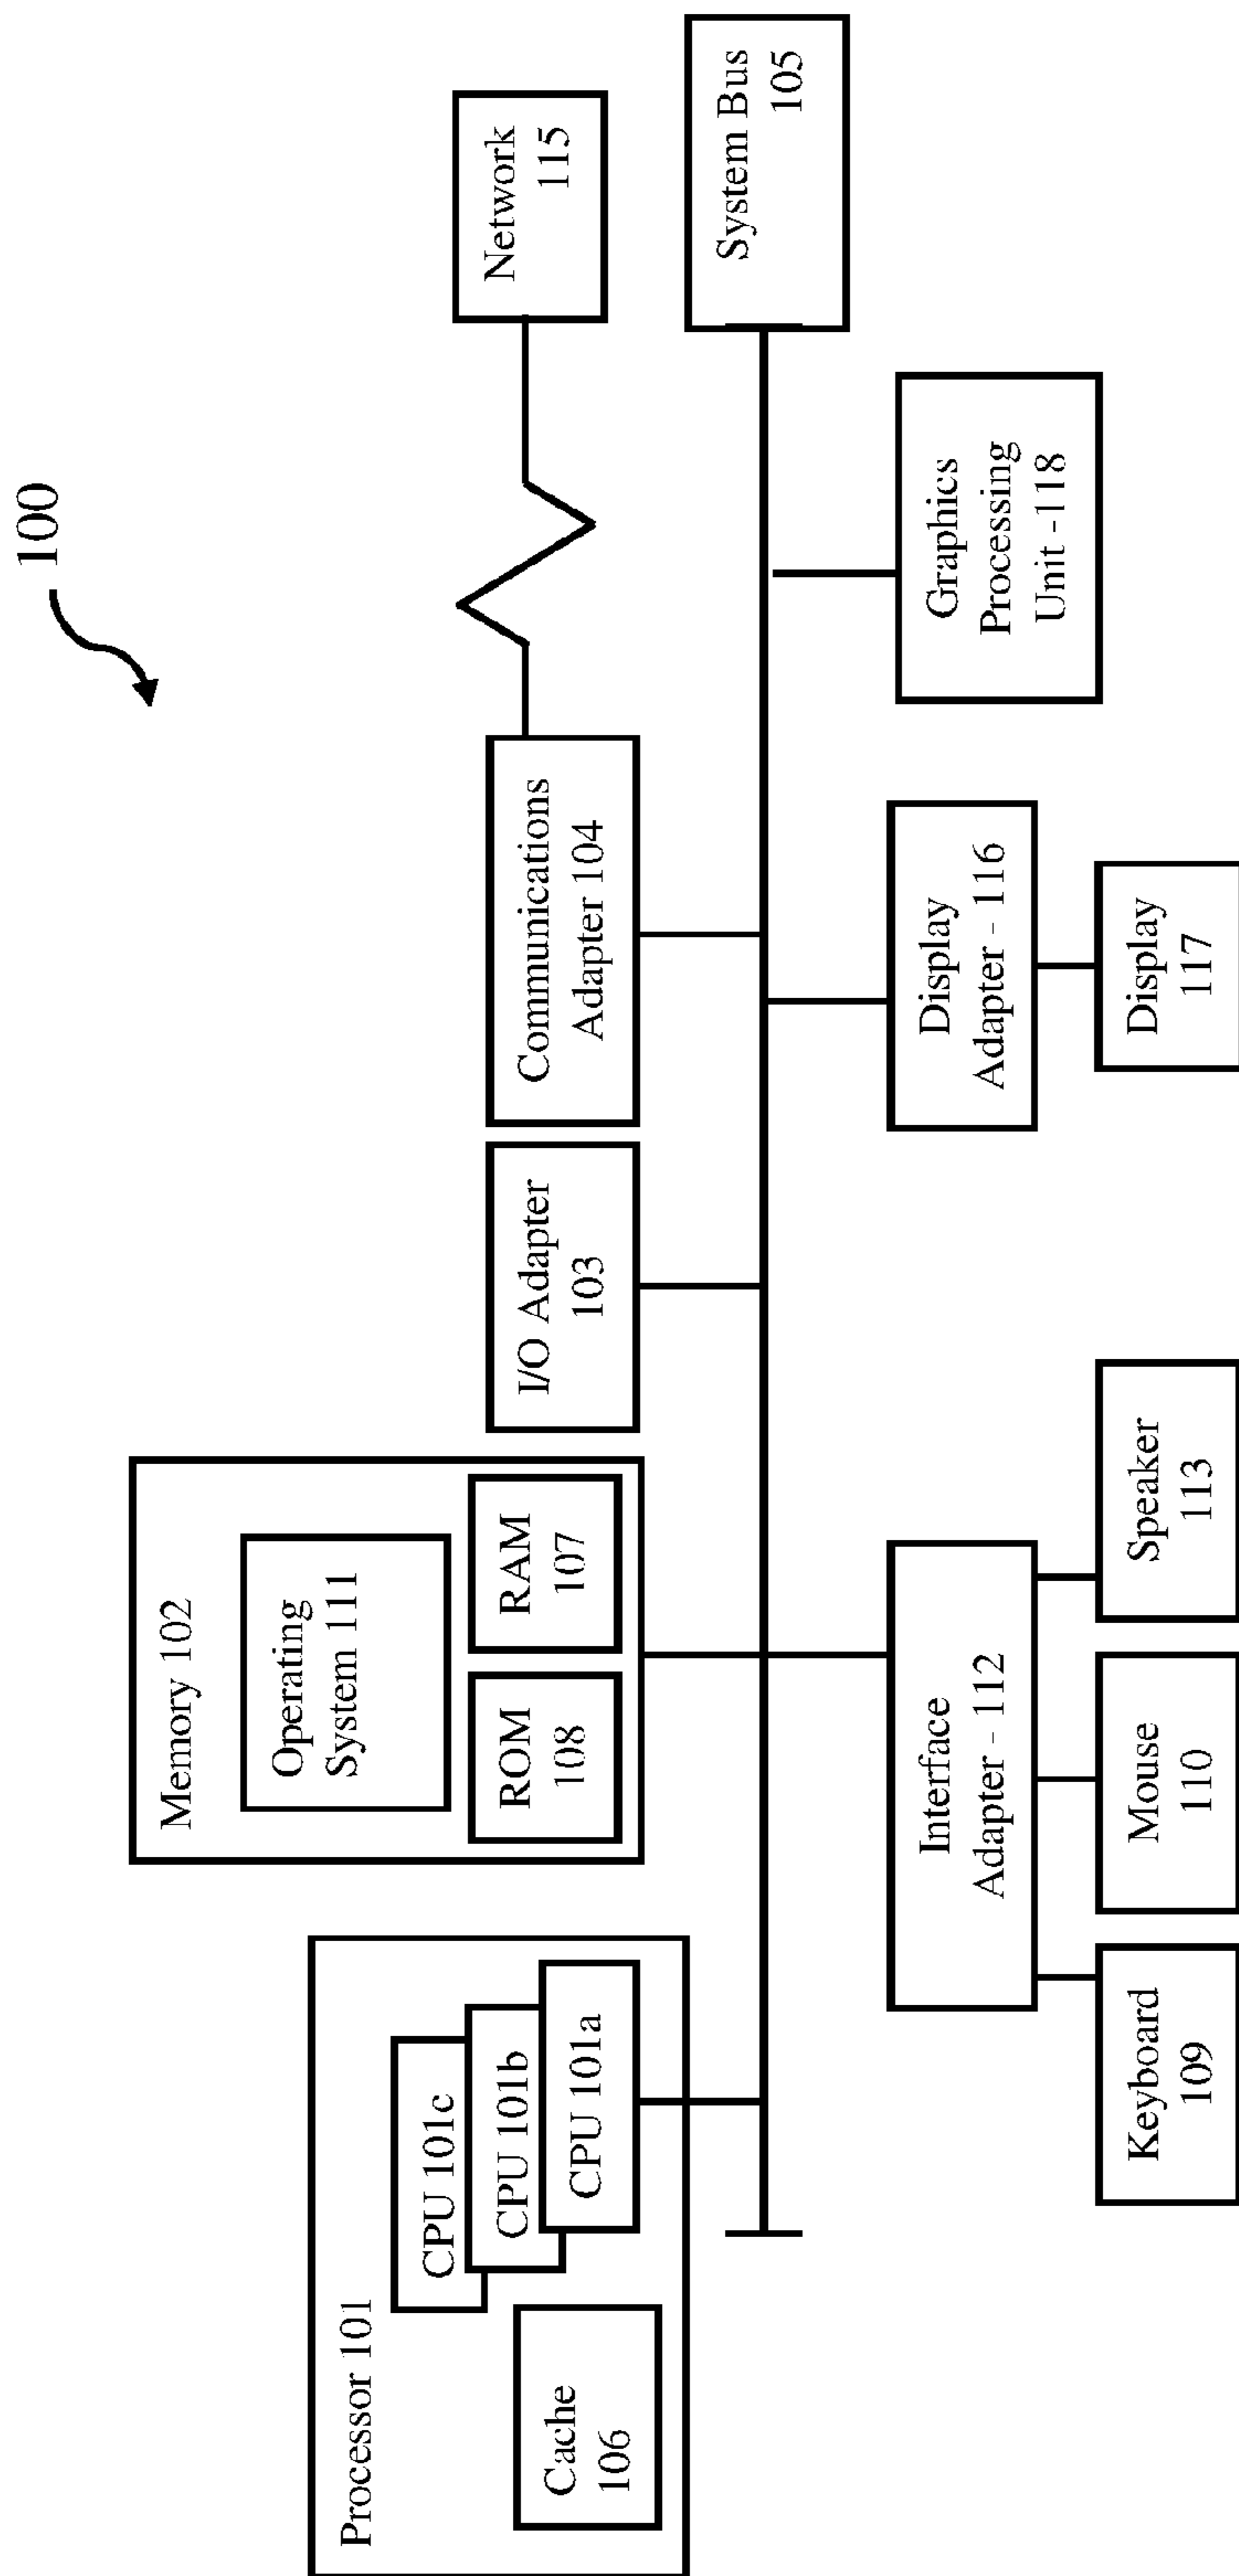 100
Processor 101
CPU 101c
CPU 101b
CPU 101a
Cache
106
Memory 102
Operating
System 111
ROM
108
RAM
107
I/O Adapter
103
Communications
Adapter 104
Network
115
System Bus
105
Interface
Adapter - 112
Keyboard
109
Mouse
110
Speaker
113
Display
Adapter - 116
Display
117
Graphics
Processing
Unit -118